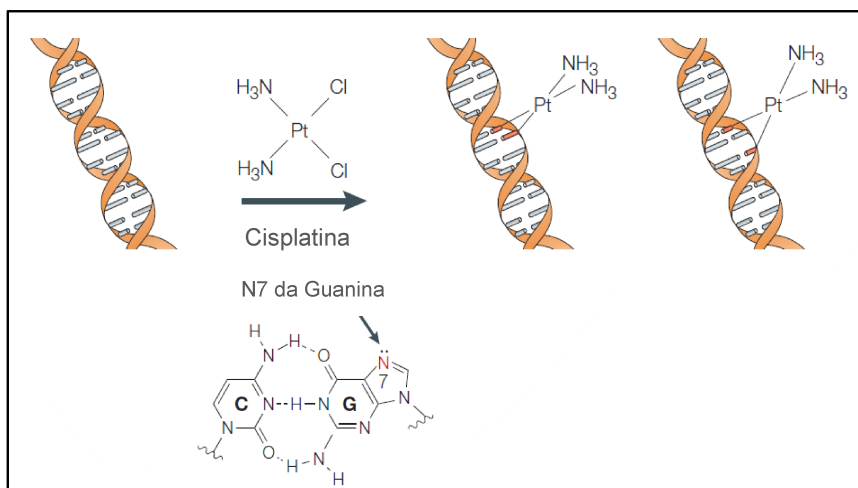 H₃N Cl
Pt
H₃N Cl
Cisplatina
NH₃
NH₃
Pt
NH₃
NH₃
Pt
N7 da Guanina
H
N H O N
7
C N H N G N
N N
O H N
H